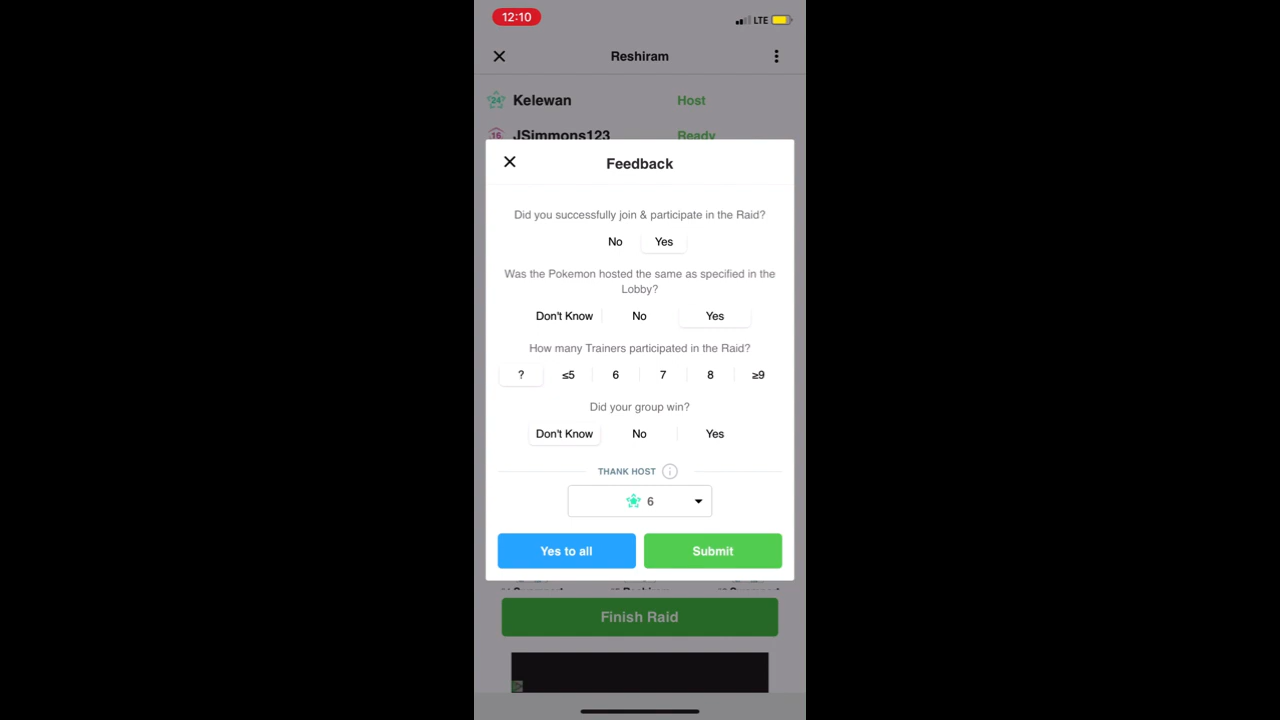 12:10
LTE
Reshiram
24 Kelewan Host
16 JSimmons123 Ready
Feedback
Did you successfully join & participate in the Raid?
No Yes
Was the Pokemon hosted the same as specified in the
Lobby?
Don't Know No Yes
How many Trainers participated in the Raid?
? ≤5 6 7 8 ≥9
Did your group win?
Don't Know No Yes
THANK HOST
6
Yes to all Submit
Finish Raid